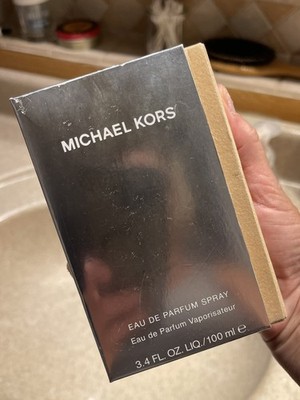 MICHAEL KORS
EAU DE PARFUM SPRAY
Eau de Parfum Vaporisateur
3.4 FL. OZ. LIQ./100 ml ℮